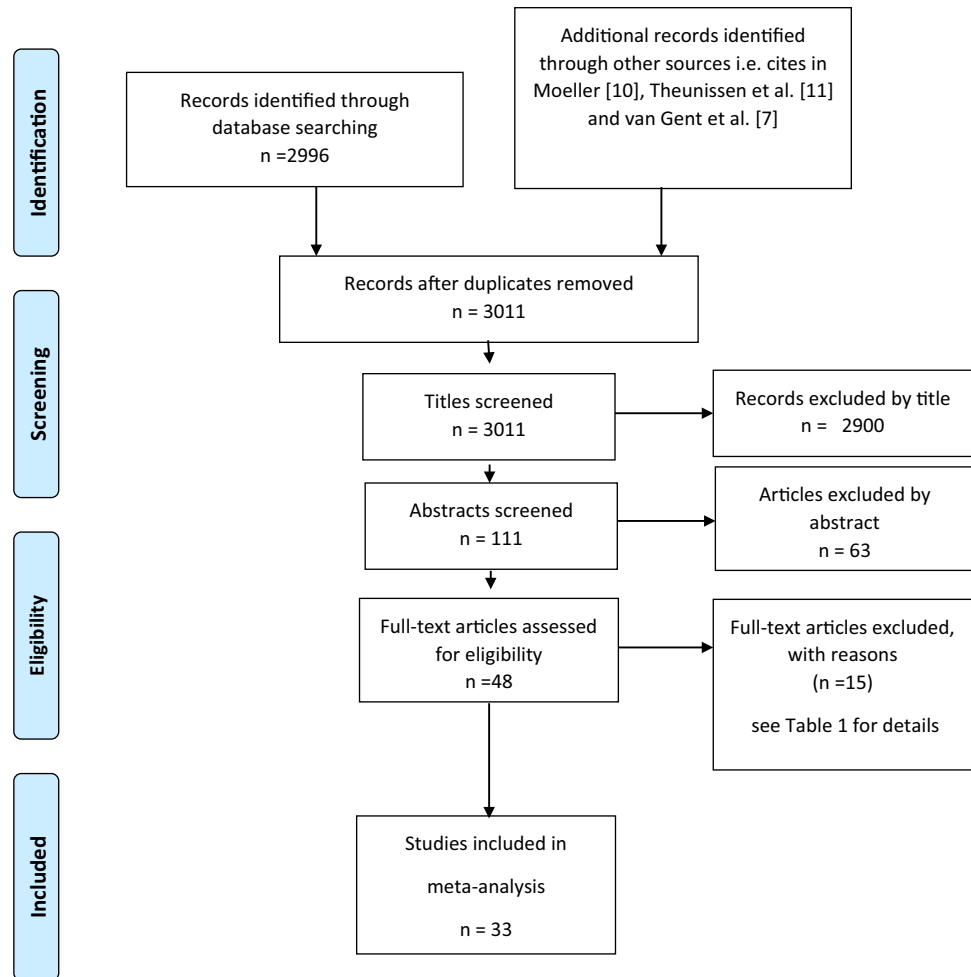 Identification
Records identified through
database searching
n =2996
Additional records identified
through other sources i.e. cites in
Moeller [10], Theunissen et al. [11]
and van Gent et al. [7]
Records after duplicates removed
n = 3011
Screening
Titles screened
n = 3011
Records excluded by title
n = 2900
Abstracts screened
n = 111
Articles excluded by
abstract
n = 63
Eligibility
Full-text articles assessed
for eligibility
n =48
Full-text articles excluded,
with reasons
(n =15)
see Table 1 for details
Included
Studies included in
meta-analysis
n = 33